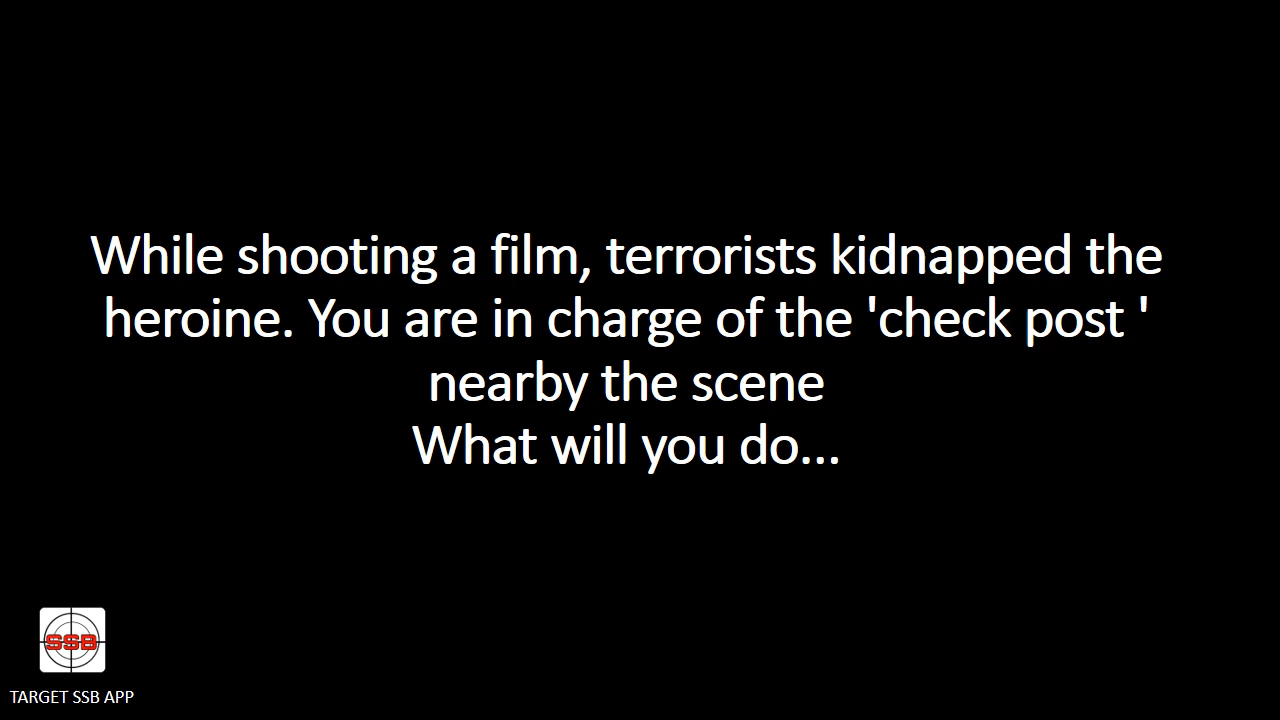 While shooting a film, terrorists kidnapped the
heroine. You are in charge of the 'check post '
nearby the scene
What will you do...
SSB
TARGET SSB APP